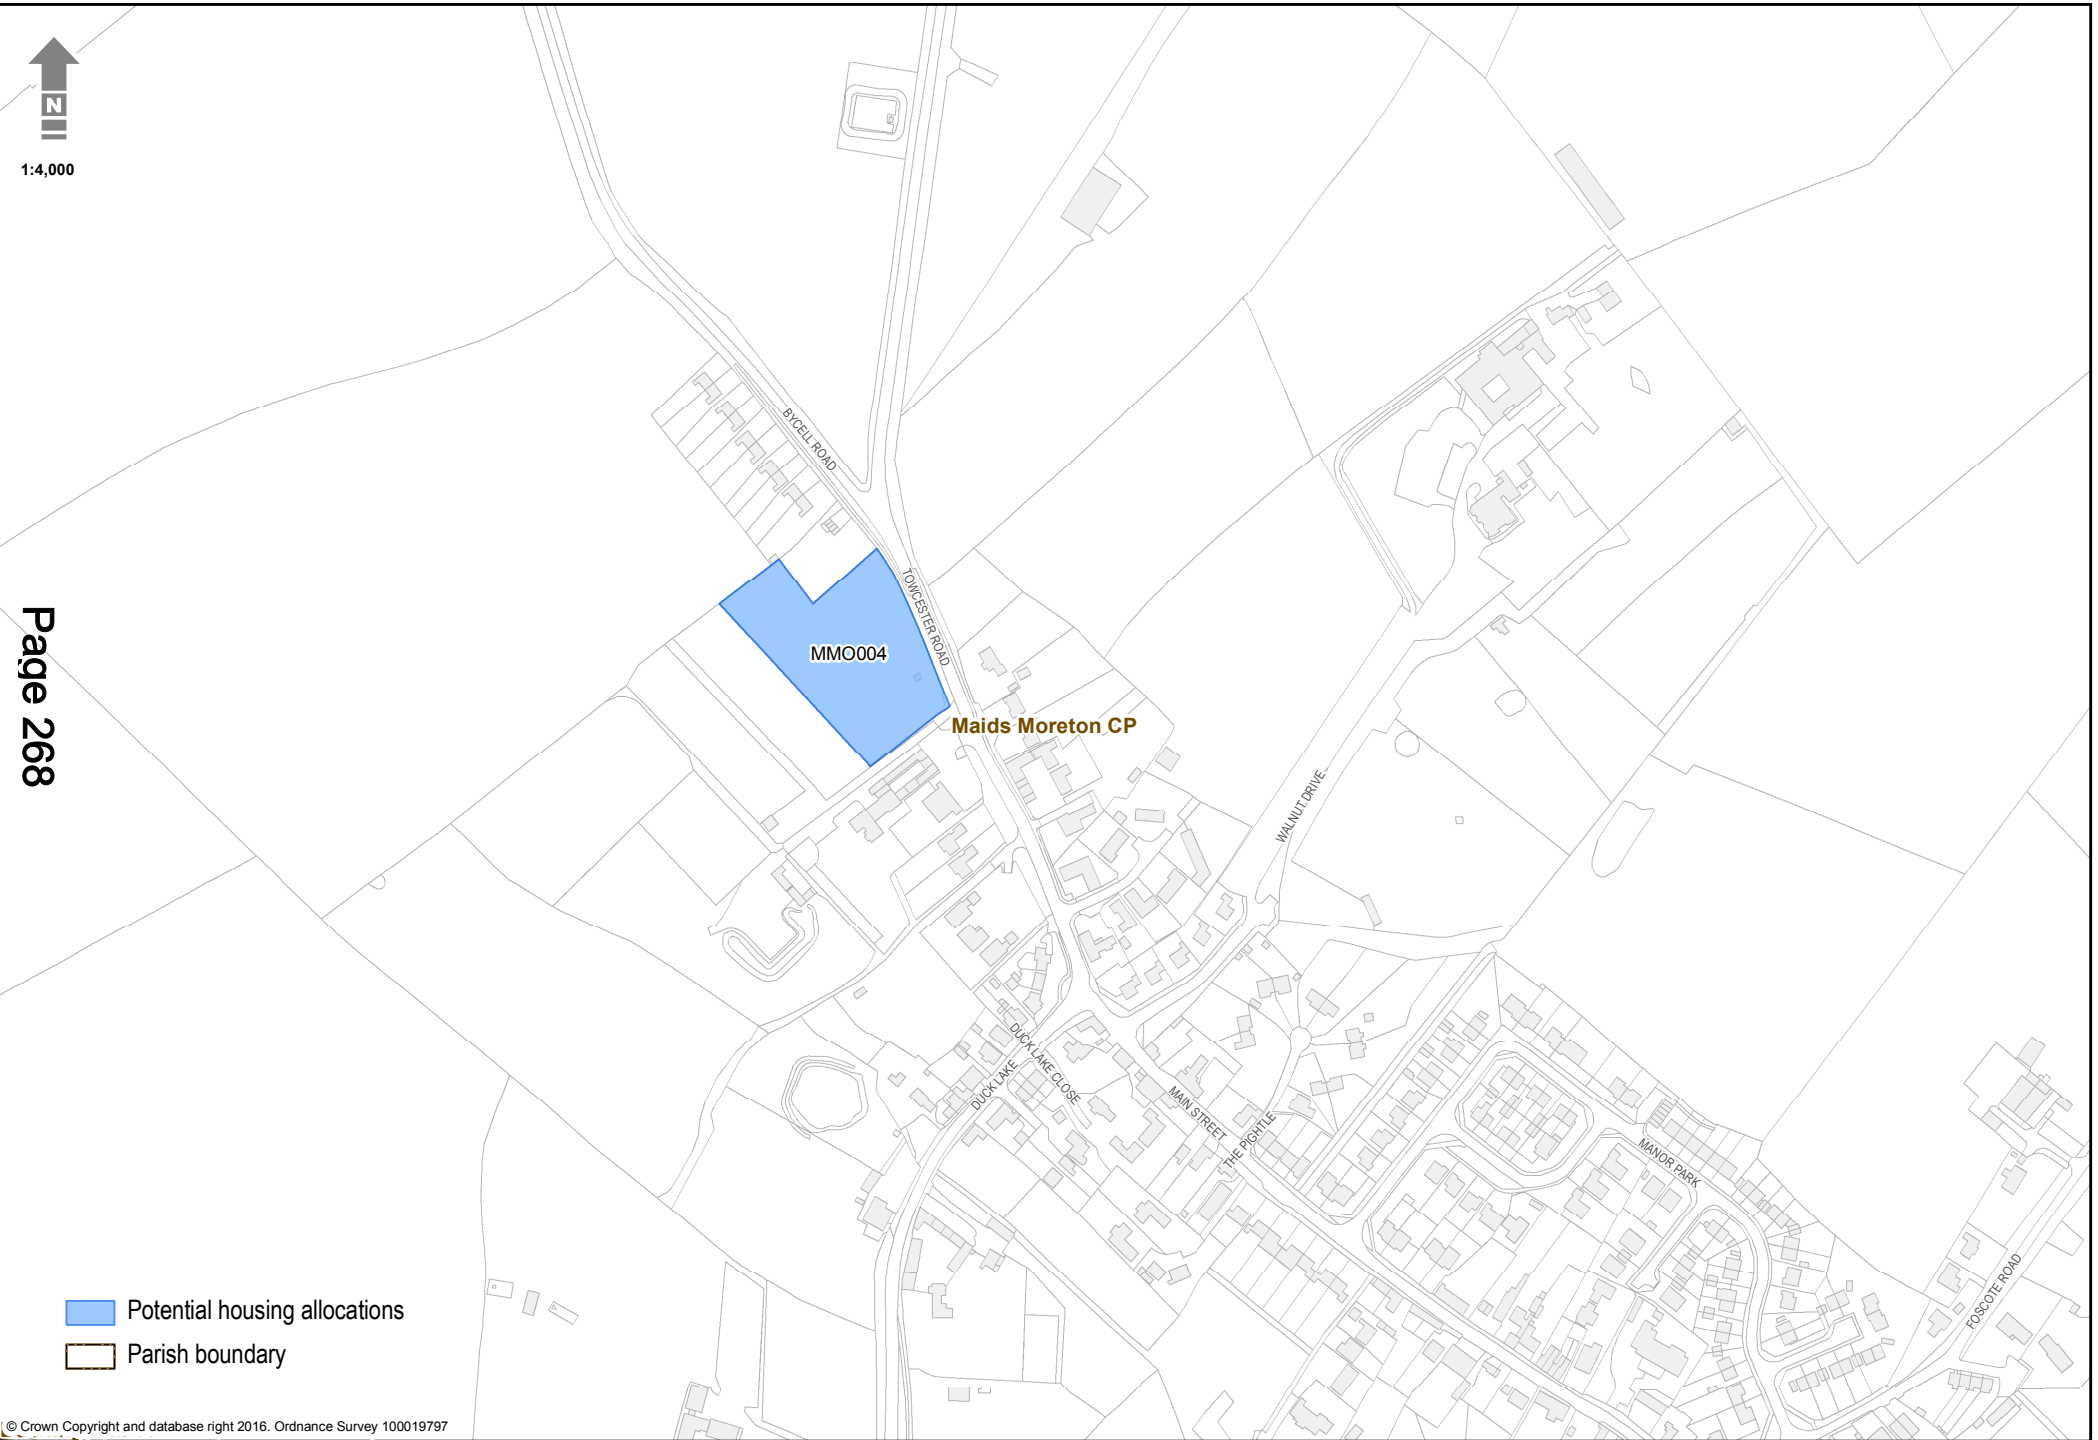 N
1:4,000
BYCELL ROAD
TOWCESTER ROAD
MMO004
Maids Moreton CP
Page 268
WALNUT DRIVE
DUCK LAKE CLOSE
DUCK LAKE
MAIN STREET
THE PIGHTLE
MANOR PARK
FOSCOTE ROAD
Potential housing allocations
Parish boundary
© Crown Copyright and database right 2016. Ordnance Survey 100019797